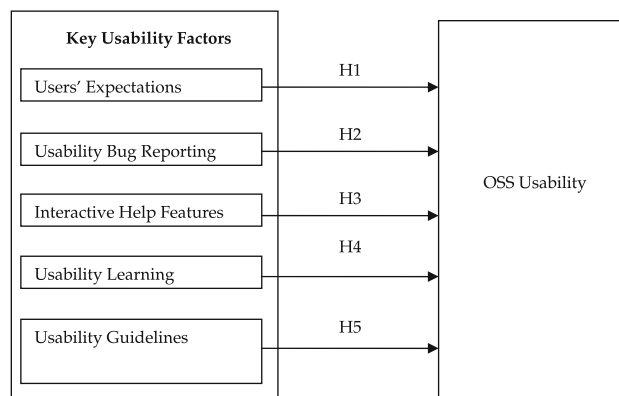 Key Usability Factors
Users' Expectations
H1
Usability Bug Reporting
H2
Interactive Help Features
H3
Usability Learning
H4
Usability Guidelines
H5
OSS Usability